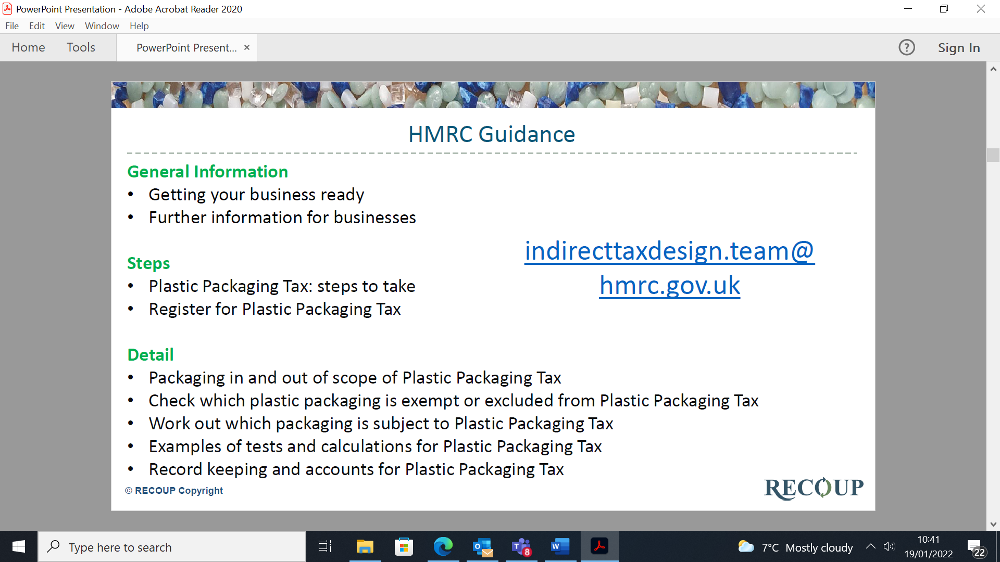 PowerPoint Presentation - Adobe Acrobat Reader 2020
File Edit View Window Help
Home Tools PowerPoint Present... × ? Sign In
HMRC Guidance
General Information
• Getting your business ready
• Further information for businesses
indirecttaxdesign.team@
hmrc.gov.uk
Steps
• Plastic Packaging Tax: steps to take
• Register for Plastic Packaging Tax
Detail
• Packaging in and out of scope of Plastic Packaging Tax
• Check which plastic packaging is exempt or excluded from Plastic Packaging Tax
• Work out which packaging is subject to Plastic Packaging Tax
• Examples of tests and calculations for Plastic Packaging Tax
• Record keeping and accounts for Plastic Packaging Tax
© RECOUP Copyright
RECOUP
Type here to search
O
T 8
W
7°C Mostly cloudy
10:41
19/01/2022
22